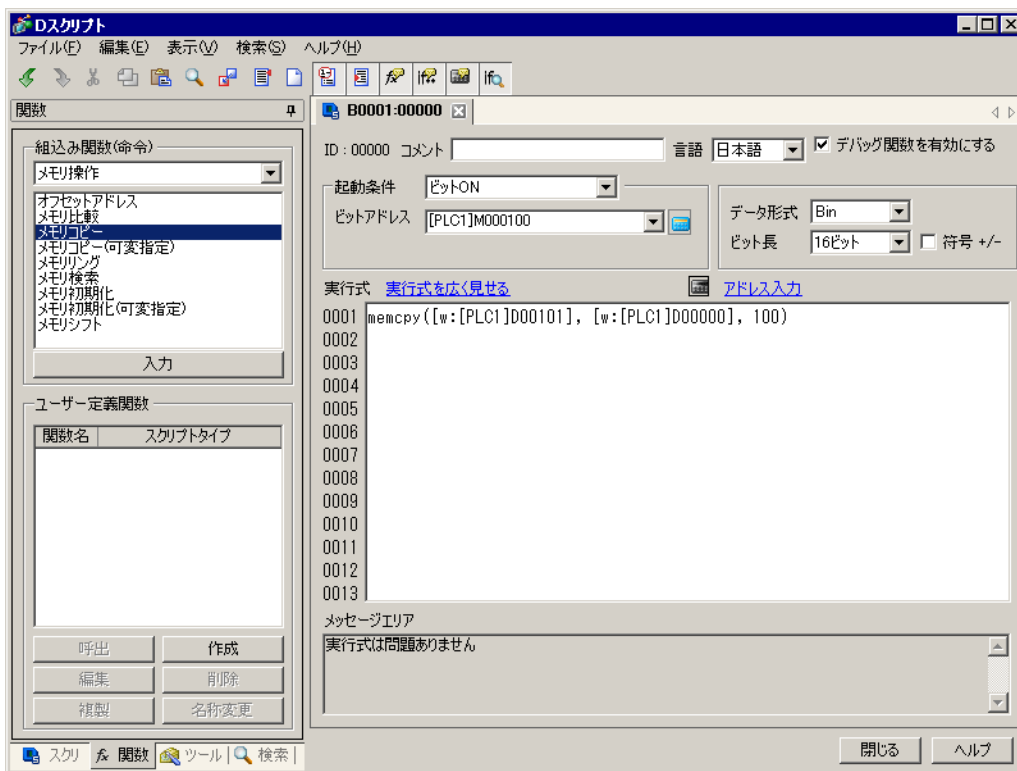 Dスクリプト
ファイル(F) 編集(E) 表示(V) 検索(S) ヘルプ(H)
関数
B0001:00000
組込み関数(命令)
メモリ操作
オフセットアドレス
メモリ比較
メモリコピー
メモリコピー(可変指定)
メモリリング
メモリ検索
メモリ初期化
メモリ初期化(可変指定)
メモリシフト
入力
ユーザー定義関数
関数名 スクリプトタイプ
呼出 作成
編集 削除
複製 名称変更
スクリ fx 関数 ツール 検索
ID : 00000 コメント 言語 日本語 デバッグ関数を有効にする
起動条件 ビットON
ビットアドレス [PLC1]M000100
データ形式 Bin
ビット長 16ビット 符号 +/-
実行式 実行式を広く見せる アドレス入力
0001 memcpy([w:[PLC1]D00101], [w:[PLC1]D00000], 100)
0002
0003
0004
0005
0006
0007
0008
0009
0010
0011
0012
0013
メッセージエリア
実行式は問題ありません
閉じる ヘルプ